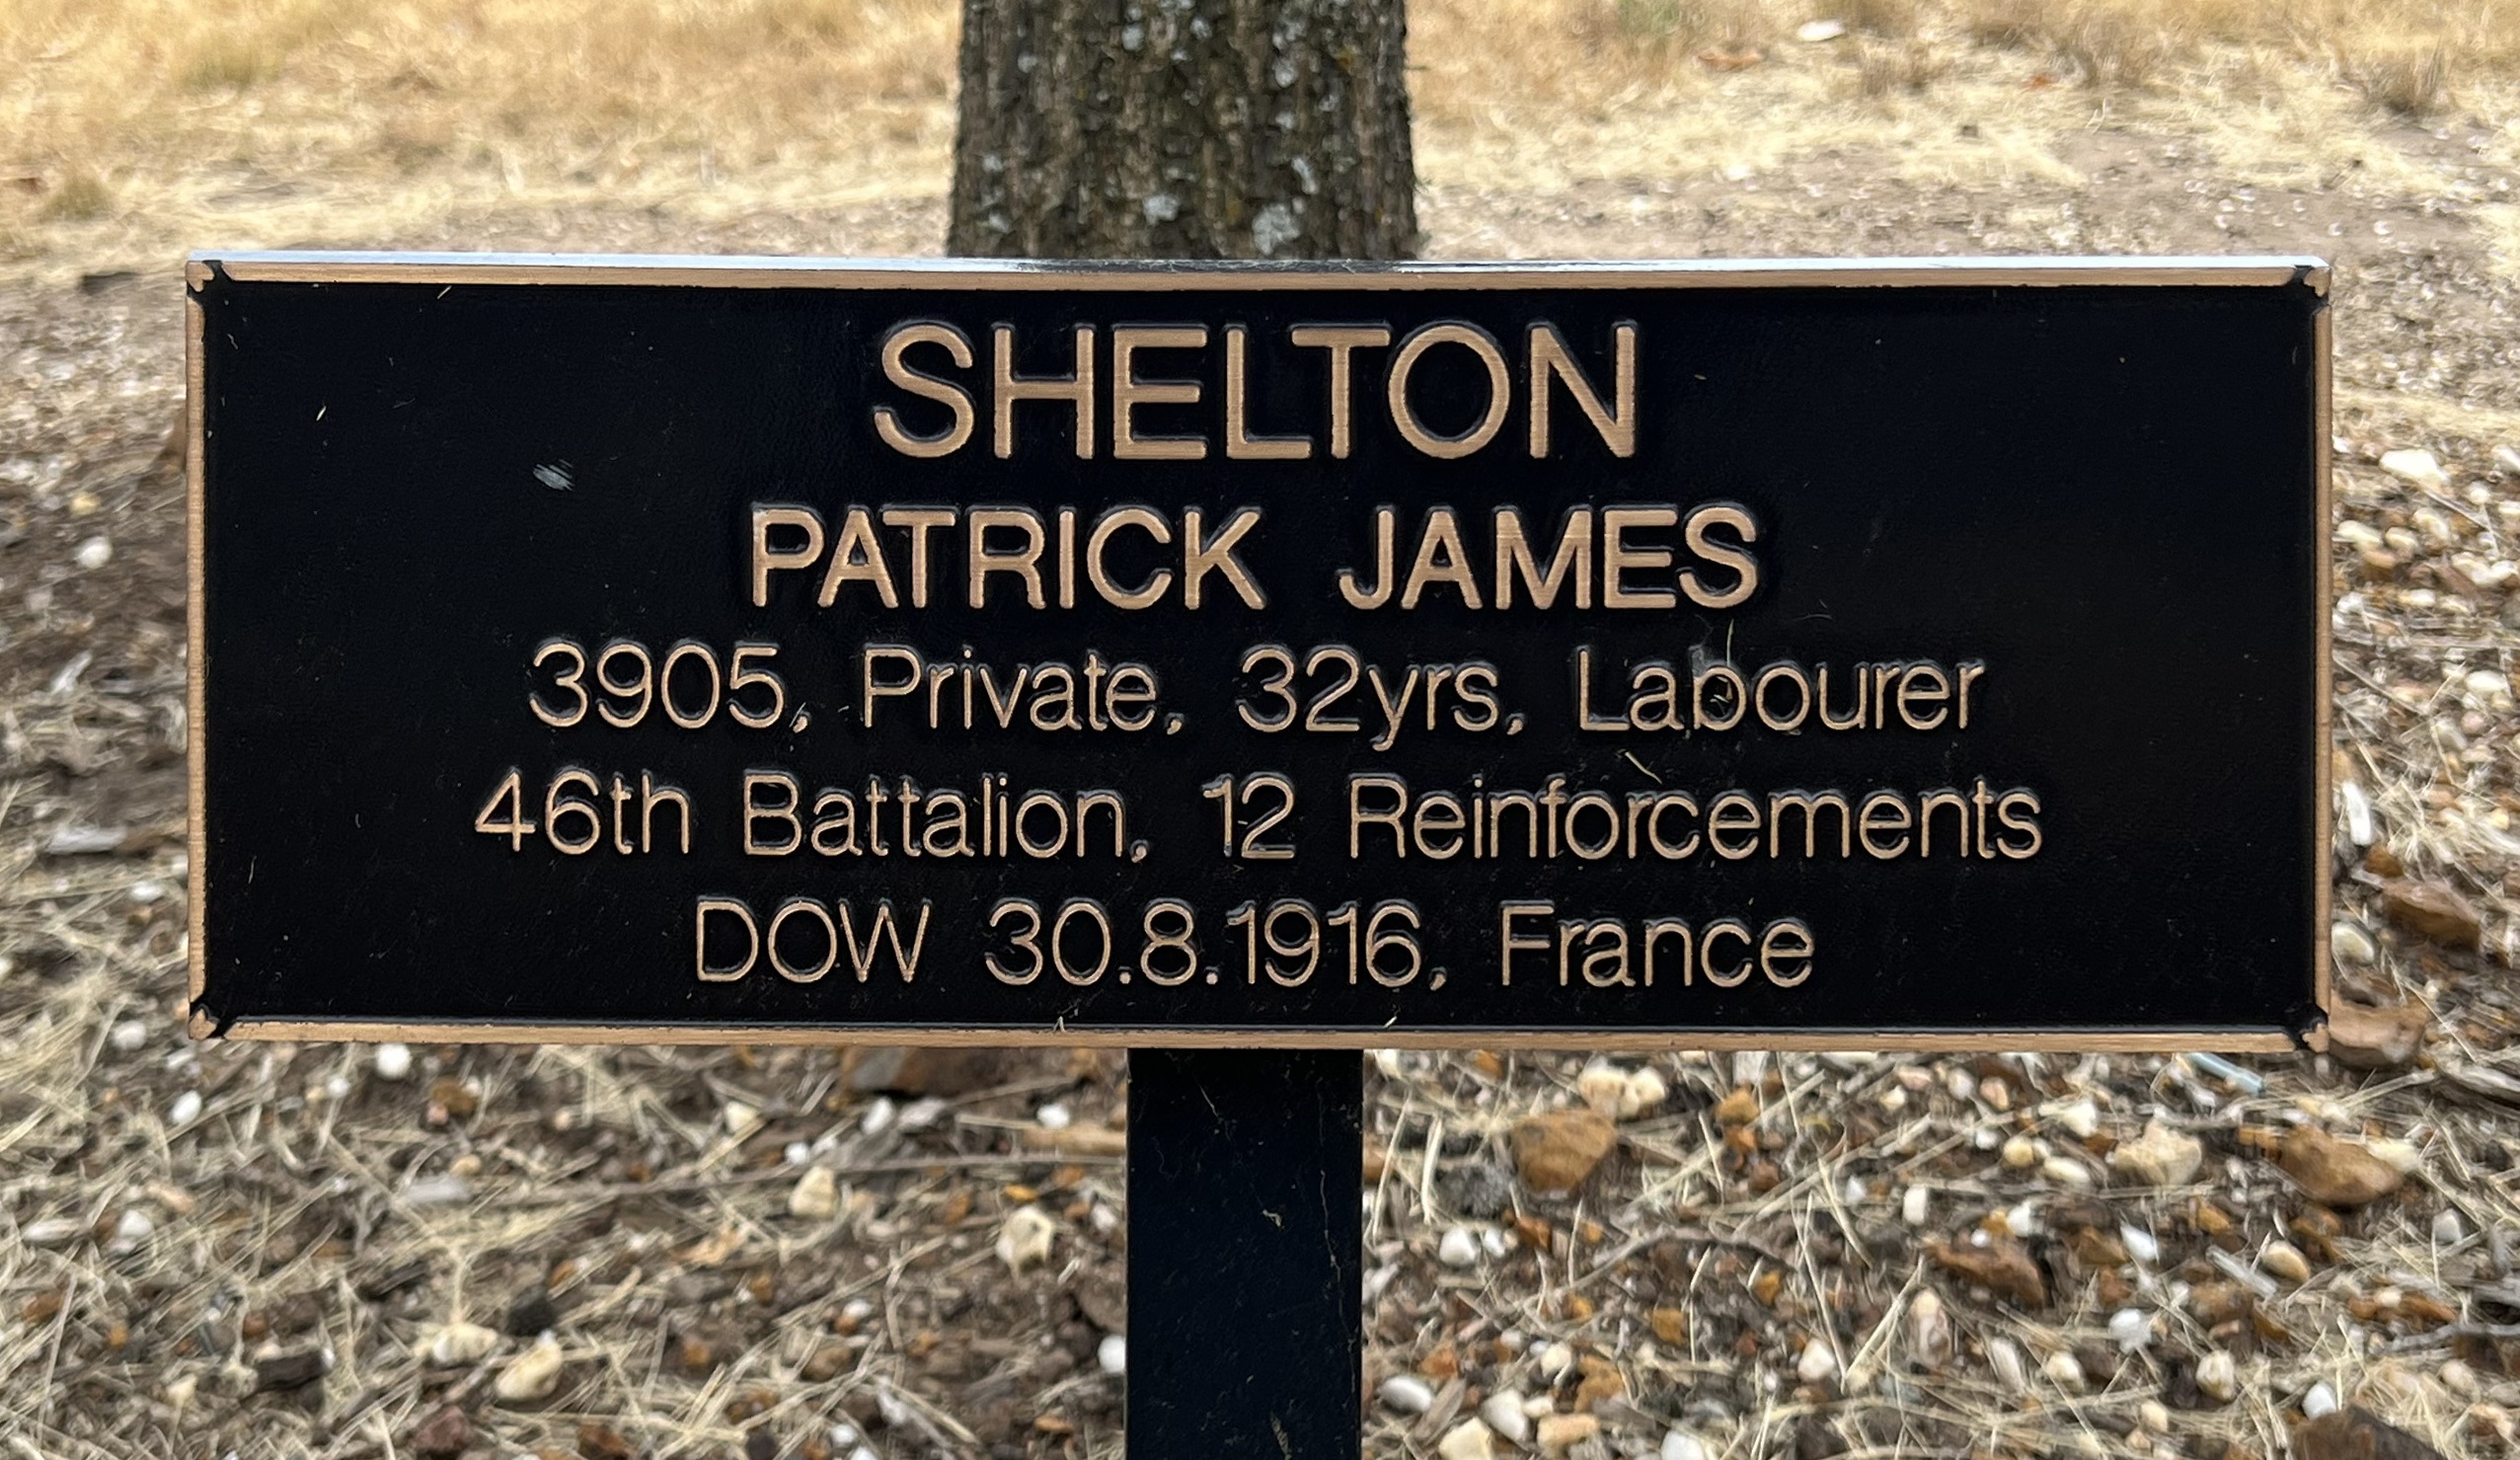 SHELTON
PATRICK JAMES
3905, Private, 32yrs, Labourer
46th Battalion, 12 Reinforcements
DOW 30.8.1916, France